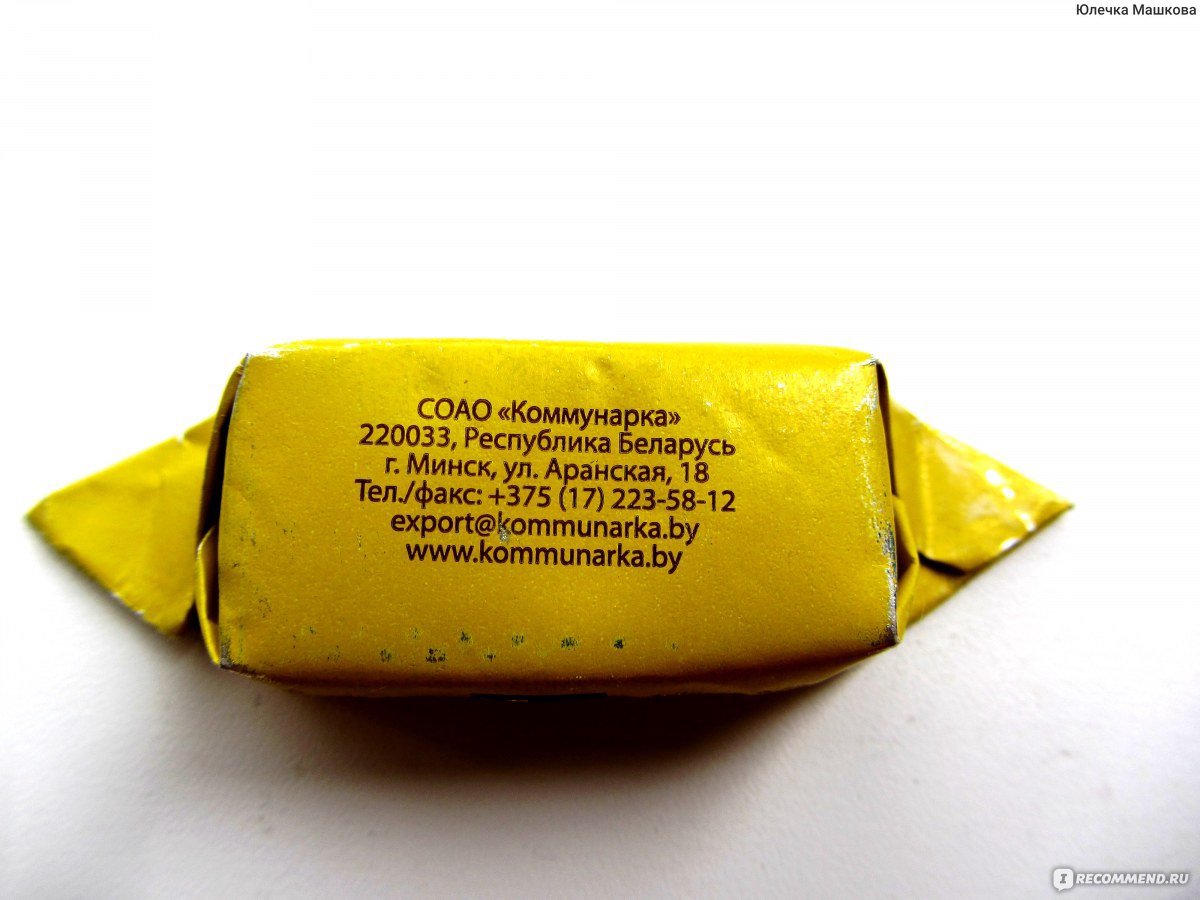 Юлечка Машкова
СОАО «Коммунарка»
220033, Республика Беларусь
г. Минск, ул. Аранская, 18
Тел./факс: +375 (17) 223-58-12
export@kommunarka.by
www.kommunarka.by
IRECOMMEND.RU